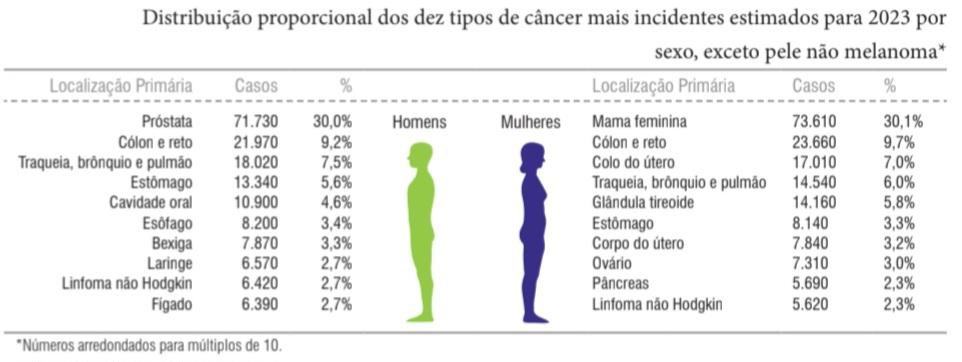 Distribuição proporcional dos dez tipos de câncer mais incidentes estimados para 2023 por
sexo, exceto pele não melanoma*
Localização Primária Casos % Localização Primária Casos %
Próstata 71.730 30,0% Homens Mulheres Mama feminina 73.610 30,1%
Cólon e reto 21.970 9,2% Cólon e reto 23.660 9,7%
Traqueia, brônquio e pulmão 18.020 7,5% Colo do útero 17.010 7,0%
Estômago 13.340 5,6% Traqueia, brônquio e pulmão 14.540 6,0%
Cavidade oral 10.900 4,6% Glândula tireoide 14.160 5,8%
Esôfago 8.200 3,4% Estômago 8.140 3,3%
Bexiga 7.870 3,3% Corpo do útero 7.840 3,2%
Laringe 6.570 2,7% Ovário 7.310 3,0%
Linfoma não Hodgkin 6.420 2,7% Pâncreas 5.690 2,3%
Fígado 6.390 2,7% Linfoma não Hodgkin 5.620 2,3%
*Números arredondados para múltiplos de 10.